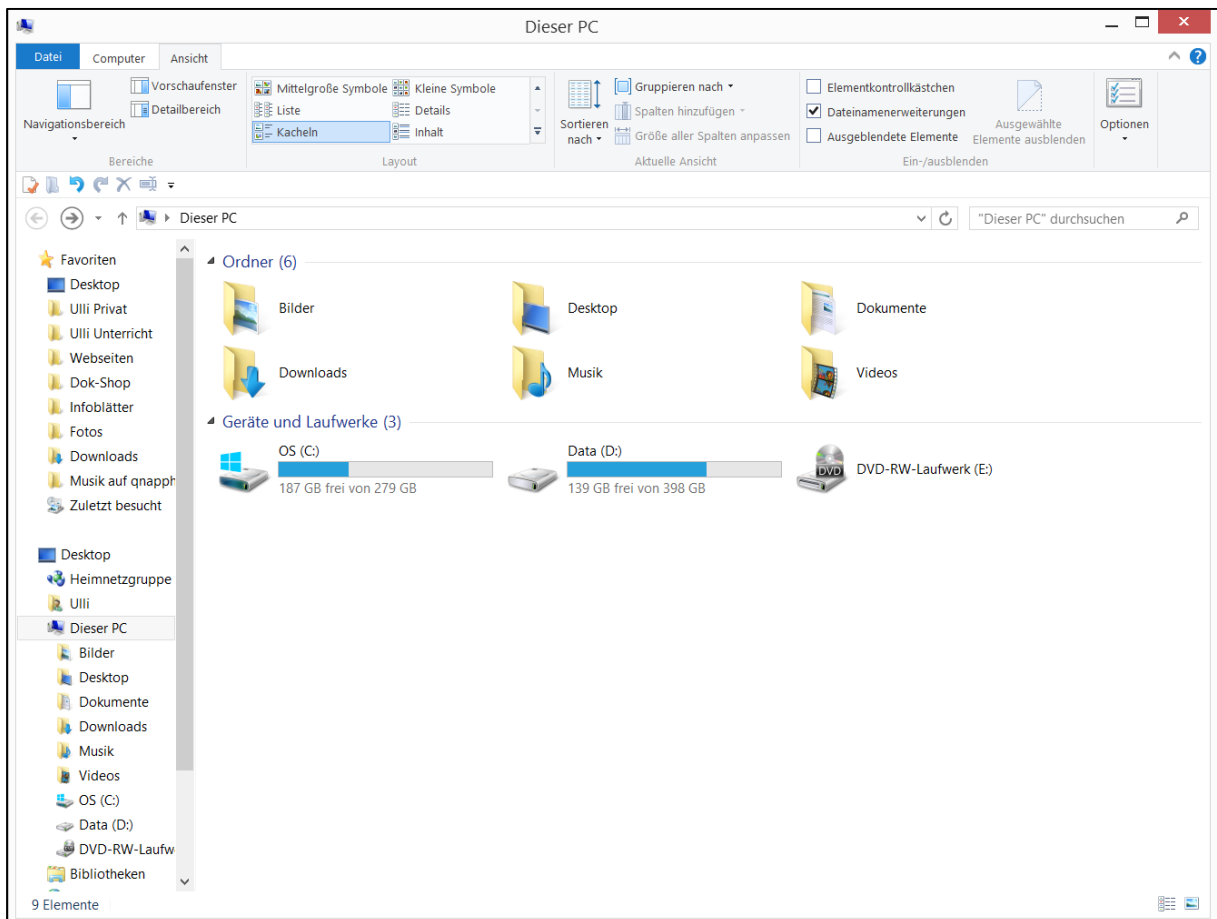 Dieser PC
Datei Computer Ansicht
Navigationsbereich
Vorschaufenster
Detailbereich
Bereiche
Mittelgroße Symbole Kleine Symbole
Liste Details
Kacheln Inhalt
Layout
Sortieren
nach
Gruppieren nach
Spalten hinzufügen
Größe aller Spalten anpassen
Aktuelle Ansicht
Elementkontrollkästchen
Dateinamenerweiterungen
Ausgeblendete Elemente
Ausgewählte
Elemente ausblenden
Ein-/ausblenden
Optionen
Dieser PC
"Dieser PC" durchsuchen
Favoriten
Desktop
Ulli Privat
Ulli Unterricht
Webseiten
Dok-Shop
Infoblätter
Fotos
Downloads
Musik auf qnapph
Zuletzt besucht
Desktop
Heimnetzgruppe
Ulli
Dieser PC
Bilder
Desktop
Dokumente
Downloads
Musik
Videos
OS (C:)
Data (D:)
DVD-RW-Laufw
Bibliotheken
Ordner (6)
Bilder Desktop Dokumente
Downloads Musik Videos
Geräte und Laufwerke (3)
OS (C:)
187 GB frei von 279 GB
Data (D:)
139 GB frei von 398 GB
DVD
DVD-RW-Laufwerk (E:)
9 Elemente